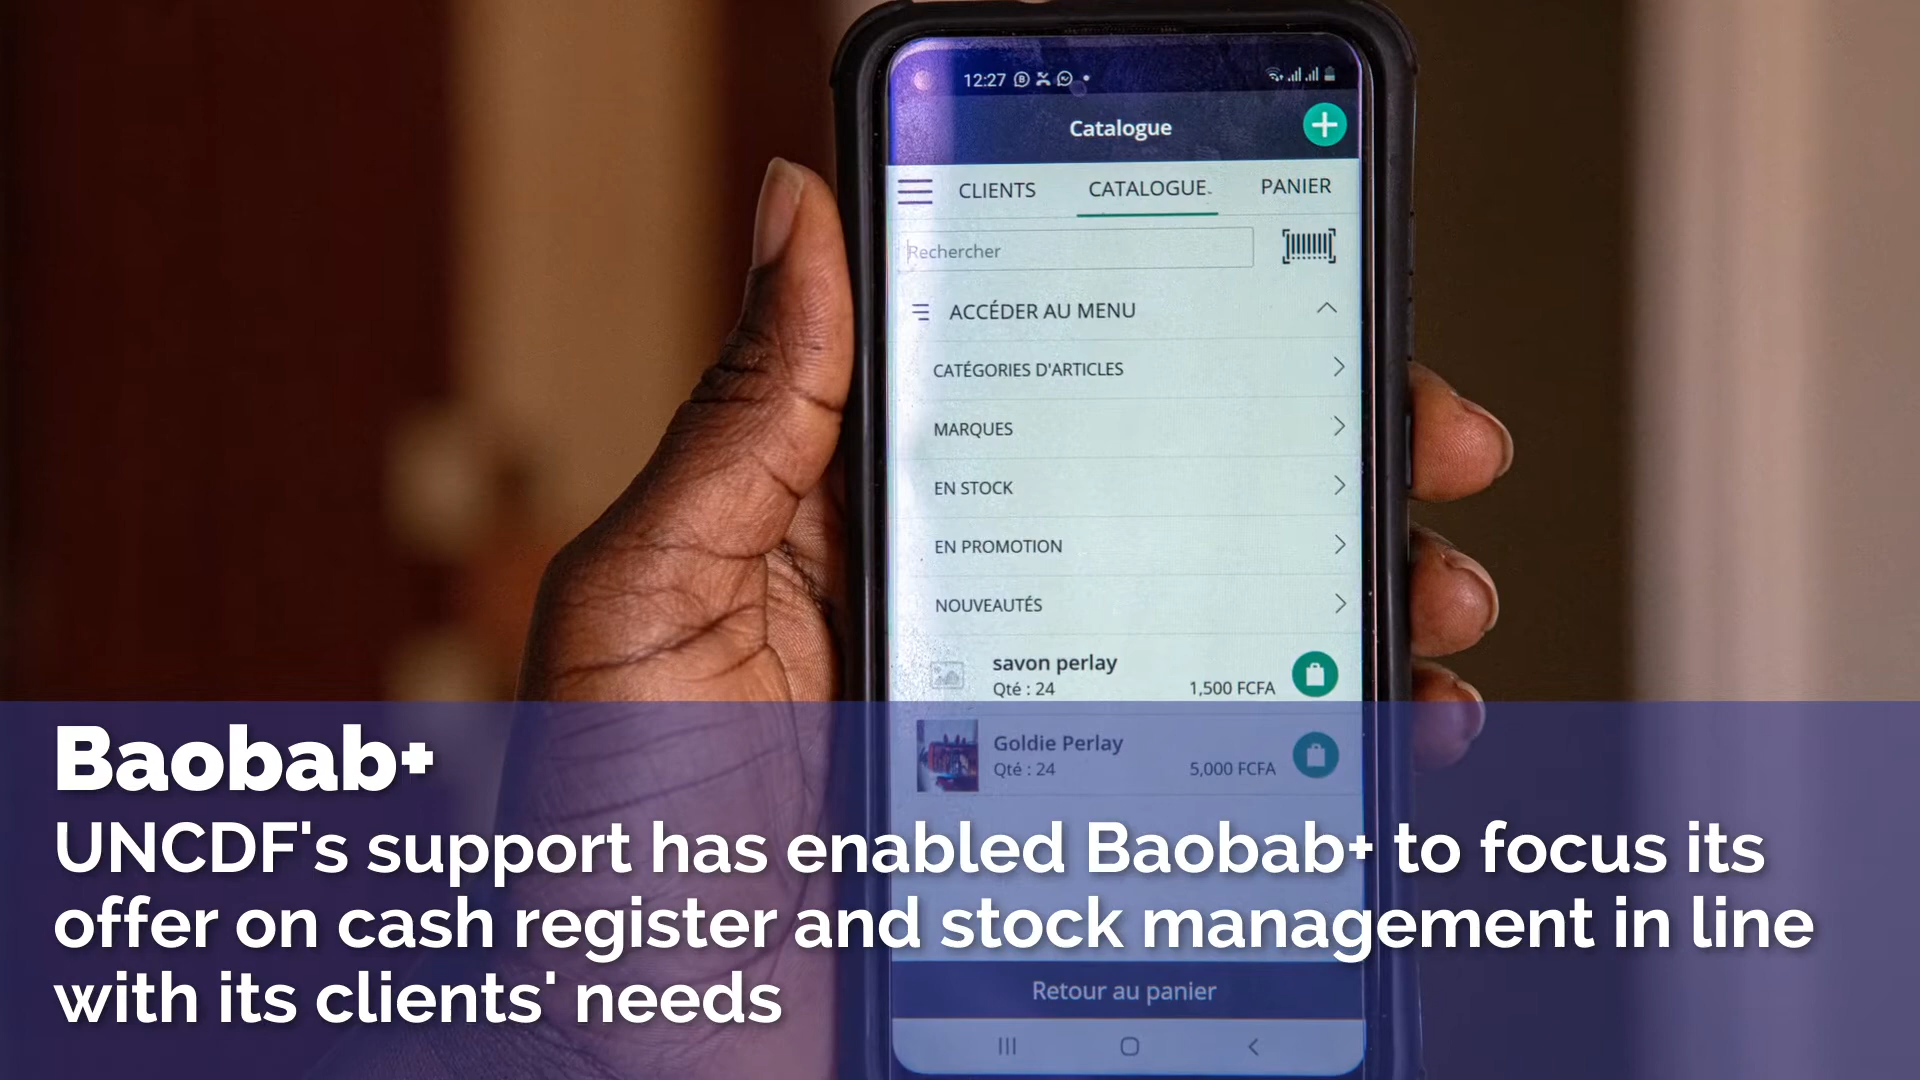 12:27
Catalogue
CLIENTS CATALOGUE PANIER
Rechercher
ACCÉDER AU MENU
CATÉGORIES D'ARTICLES
MARQUES
EN STOCK
EN PROMOTION
NOUVEAUTÉS
savon perlay
Qté : 24 1,500 FCFA
Goldie Perlay
Qté : 24 5,000 FCFA
Retour au panier
Baobab+
UNCDF's support has enabled Baobab+ to focus its
offer on cash register and stock management in line
with its clients' needs